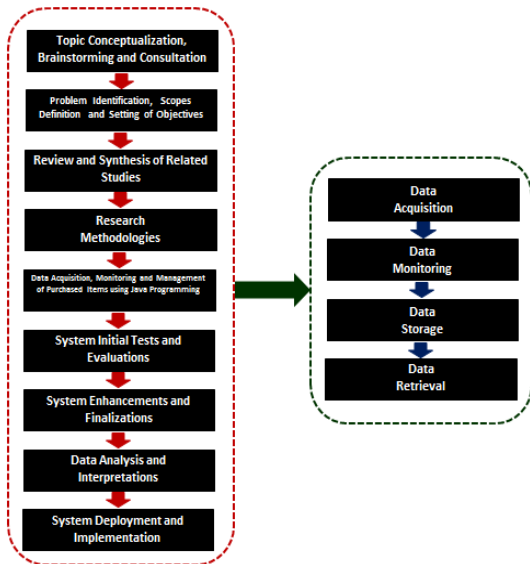 Topic Conceptualization,
Brainstorming and Consultation
Problem Identification, Scopes
Definition and Setting of Objectives
Review and Synthesis of Related
Studies
Research
Methodologies
Data Acquisition, Monitoring and Management
of Purchased Items using Java Programming
System Initial Tests and
Evaluations
System Enhancements and
Finalizations
Data Analysis and
Interpretations
System Deployment and
Implementation
Data
Acquisition
Data
Monitoring
Data
Storage
Data
Retrieval